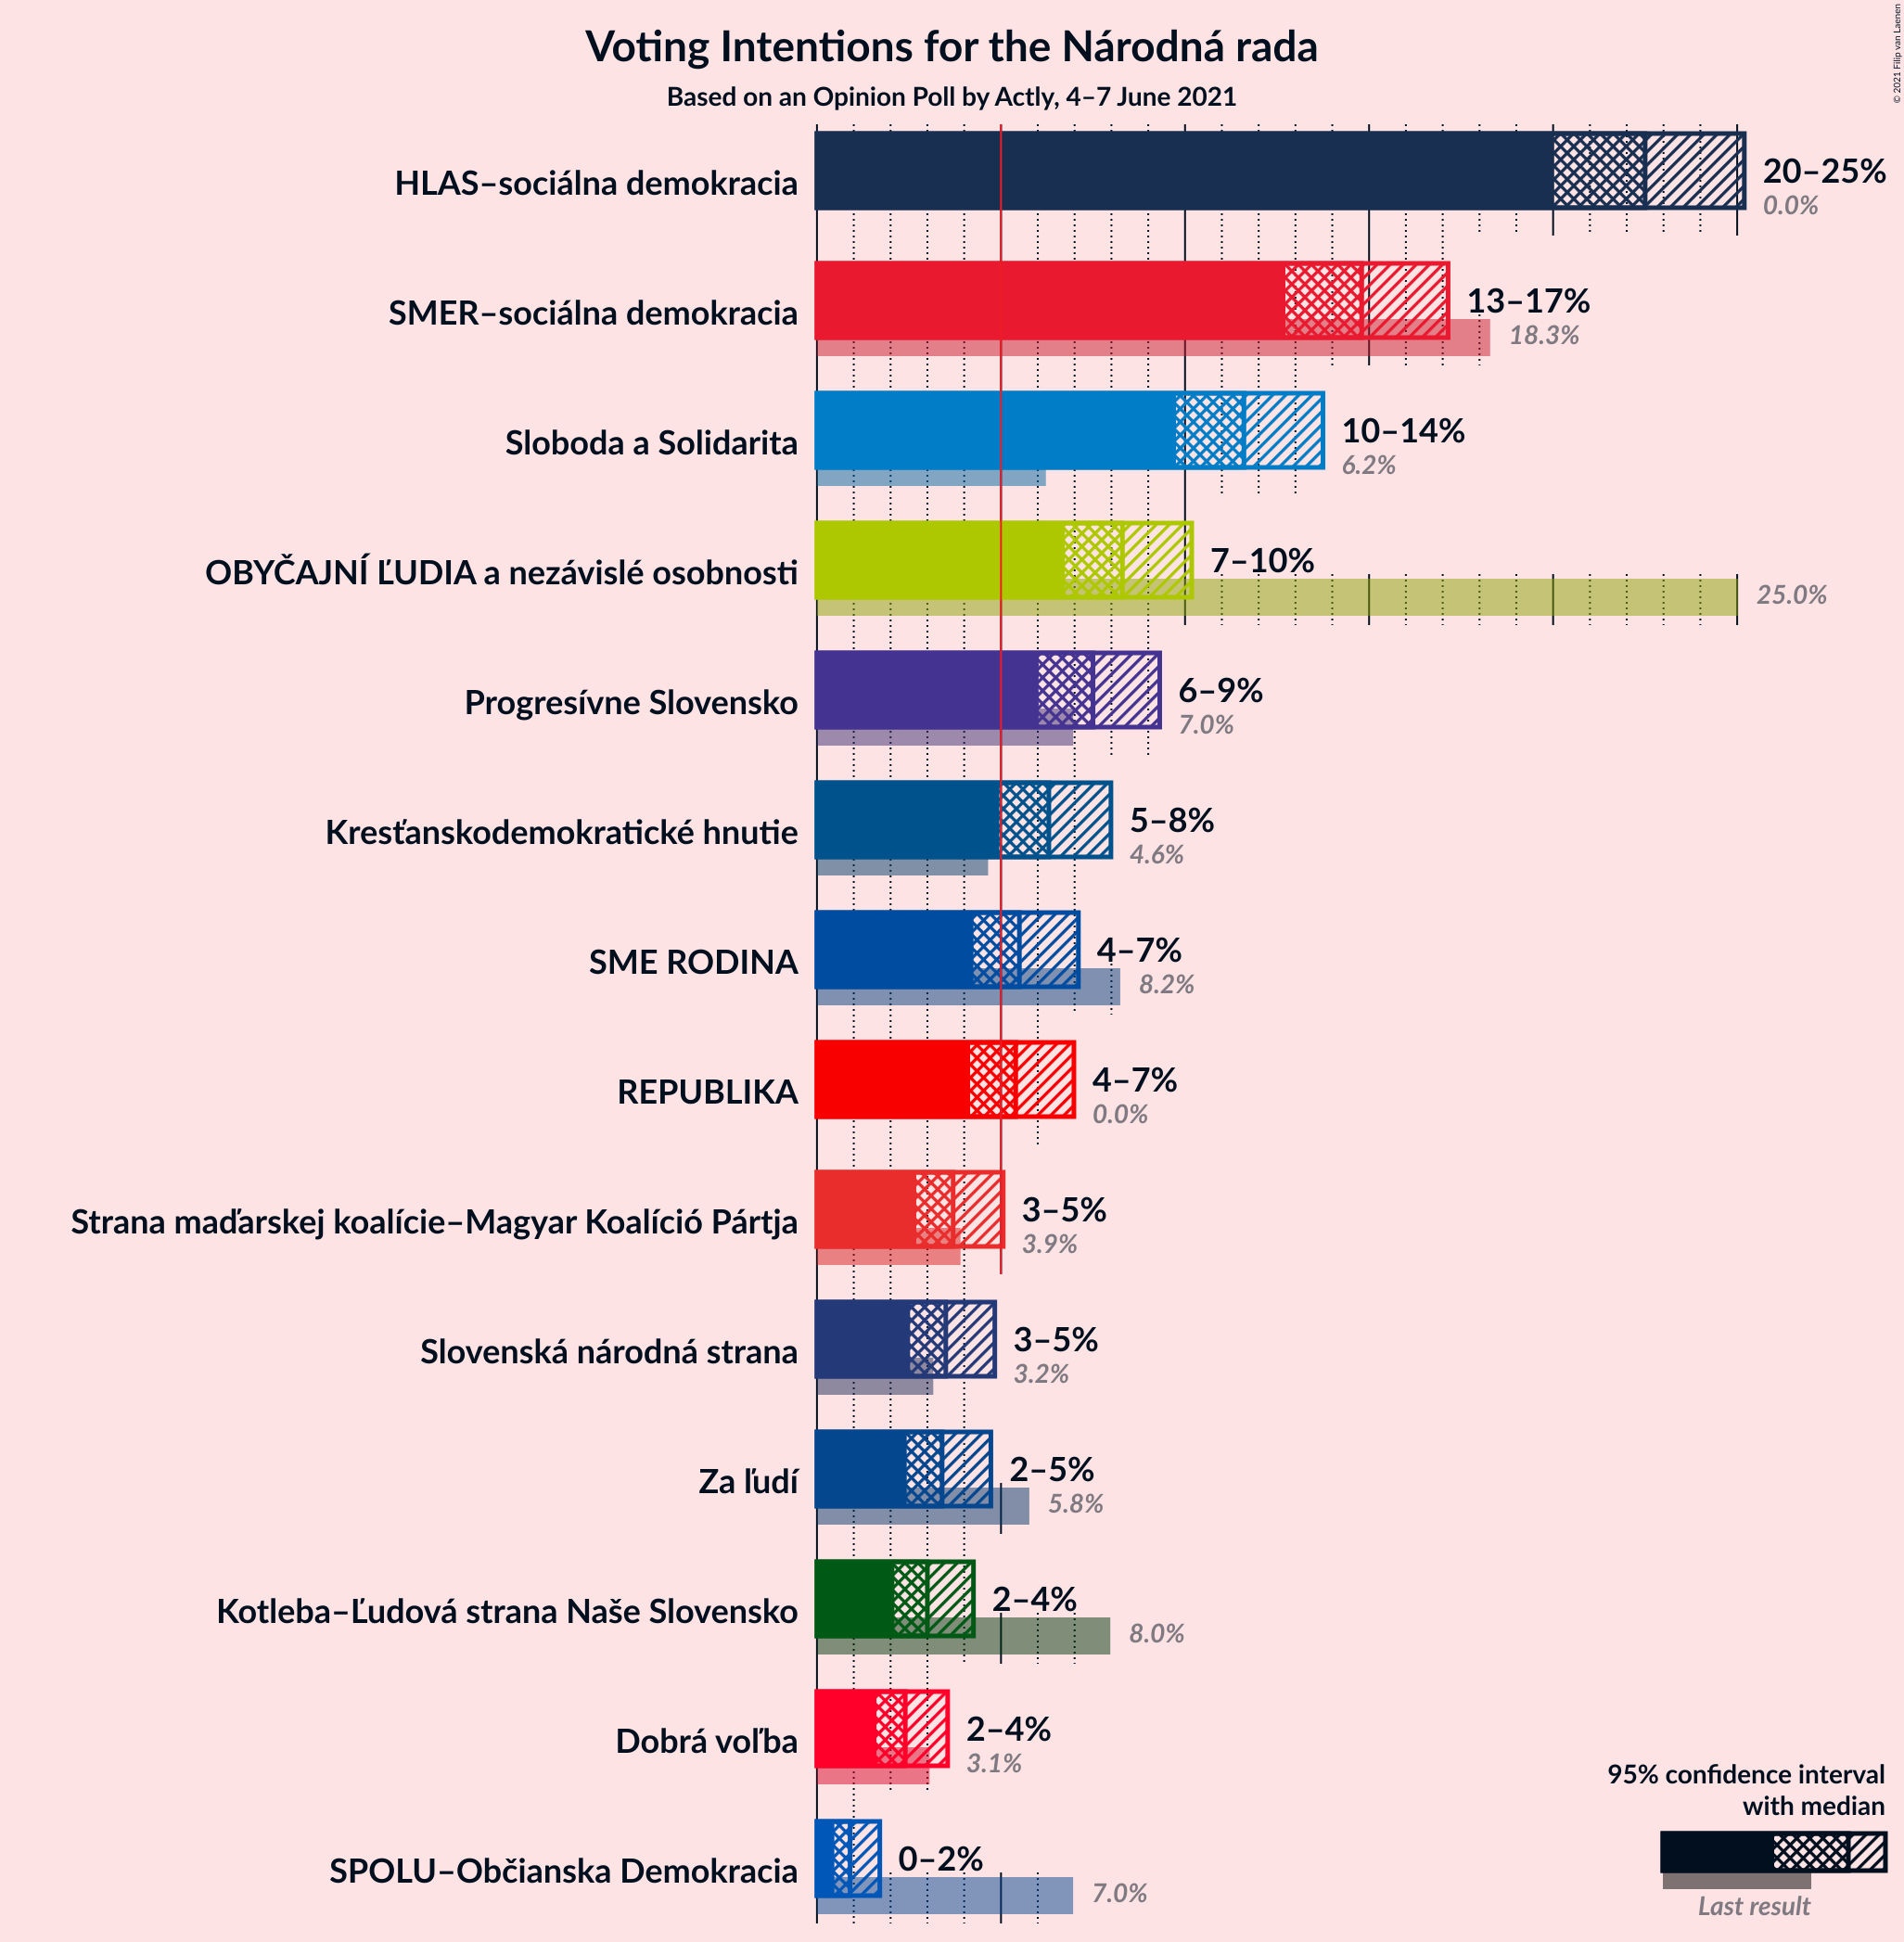 Voting Intentions for the Národná rada
Based on an Opinion Poll by Actly, 4–7 June 2021
© 2021 Filip van Laenen
HLAS–sociálna demokracia
20–25%
0.0%
SMER–sociálna demokracia
13–17%
18.3%
Sloboda a Solidarita
10–14%
6.2%
OBYČAJNÍ ĽUDIA a nezávislé osobnosti
7–10%
25.0%
Progresívne Slovensko
6–9%
7.0%
Kresťanskodemokratické hnutie
5–8%
4.6%
SME RODINA
4–7%
8.2%
REPUBLIKA
4–7%
0.0%
Strana maďarskej koalície–Magyar Koalíció Pártja
3–5%
3.9%
Slovenská národná strana
3–5%
3.2%
Za ľudí
2–5%
5.8%
Kotleba–Ľudová strana Naše Slovensko
2–4%
8.0%
Dobrá voľba
2–4%
3.1%
SPOLU–Občianska Demokracia
0–2%
7.0%
95% confidence interval
with median
Last result